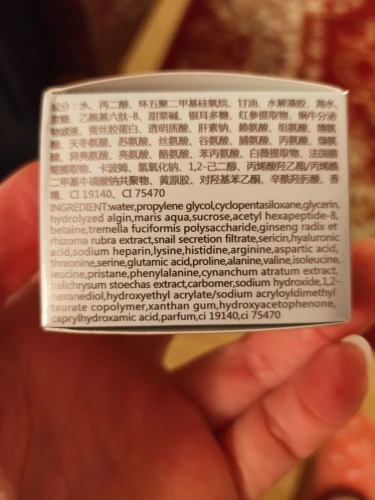 成分：水、丙二醇、环五聚二甲基硅氧烷、甘油、水解藻胶、海水、
蔗糖、乙酰基六肽-8、甜菜碱、银耳多糖、红参提取物、蜗牛分泌
物滤液、蚕丝胶蛋白、透明质酸、肝素钠、赖氨酸、组氨酸、精氨
酸、天冬氨酸、苏氨酸、丝氨酸、谷氨酸、脯氨酸、丙氨酸、缬氨
酸、异亮氨酸、亮氨酸、酪氨酸、苯丙氨酸、白薇提取物、法国蜡
菊提取物、卡波姆、氢氧化钠、1,2-己二醇、丙烯酸羟乙酯/丙烯酰
二甲基牛磺酸钠共聚物、黄原胶、对羟基苯乙酮、辛酰羟肟酸、香
精、CI 19140、CI 75470
INGREDIENT:water,propylene glycol,cyclopentasiloxane,glycerin,
hydrolyzed algin,maris aqua,sucrose,acetyl hexapeptide-8,
betaine,tremella fuciformis polysaccharide,ginseng radix et
rhizoma rubra extract,snail secretion filtrate,sericin,hyaluronic
acid,sodium heparin,lysine,histidine,arginine,aspartic acid,
threonine,serine,glutamic acid,proline,alanine,valine,isoleucine,
leucine,pristane,phenylalanine,cynanchum atratum extract,
helichrysum stoechas extract,carbomer,sodium hydroxide,1,2-
hexanediol,hydroxyethyl acrylate/sodium acryloyldimethyl
taurate copolymer,xanthan gum,hydroxyacetophenone,
caprylhydroxamic acid,parfum,ci 19140,ci 75470